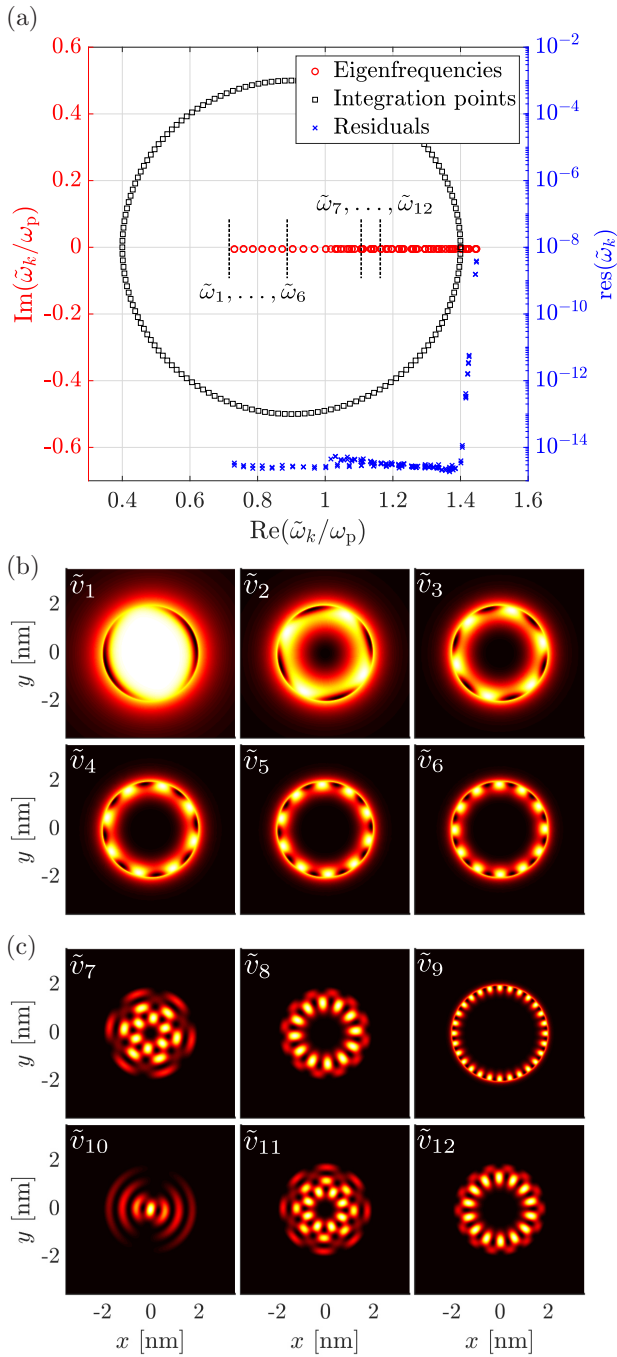 (a)
Eigenfrequencies
Integration points
Residuals
0.6
0.4
0.2
0
-0.2
-0.4
-0.6
Im(ω̃ₖ/ωₚ)
10⁻²
10⁻⁴
10⁻⁶
10⁻⁸
10⁻¹⁰
10⁻¹²
10⁻¹⁴
res(ω̃ₖ)
ω̃₇, . . . , ω̃₁₂
ω̃₁, . . . , ω̃₆
0.4 0.6 0.8 1 1.2 1.4 1.6
Re(ω̃ₖ/ωₚ)
(b)
ṽ₁ ṽ₂ ṽ₃
2
0
-2
y [nm]
ṽ₄ ṽ₅ ṽ₆
2
0
-2
y [nm]
(c)
ṽ₇ ṽ₈ ṽ₉
2
0
-2
y [nm]
ṽ₁₀ ṽ₁₁ ṽ₁₂
2
0
-2
y [nm]
-2 0 2 -2 0 2 -2 0 2
x [nm] x [nm] x [nm]